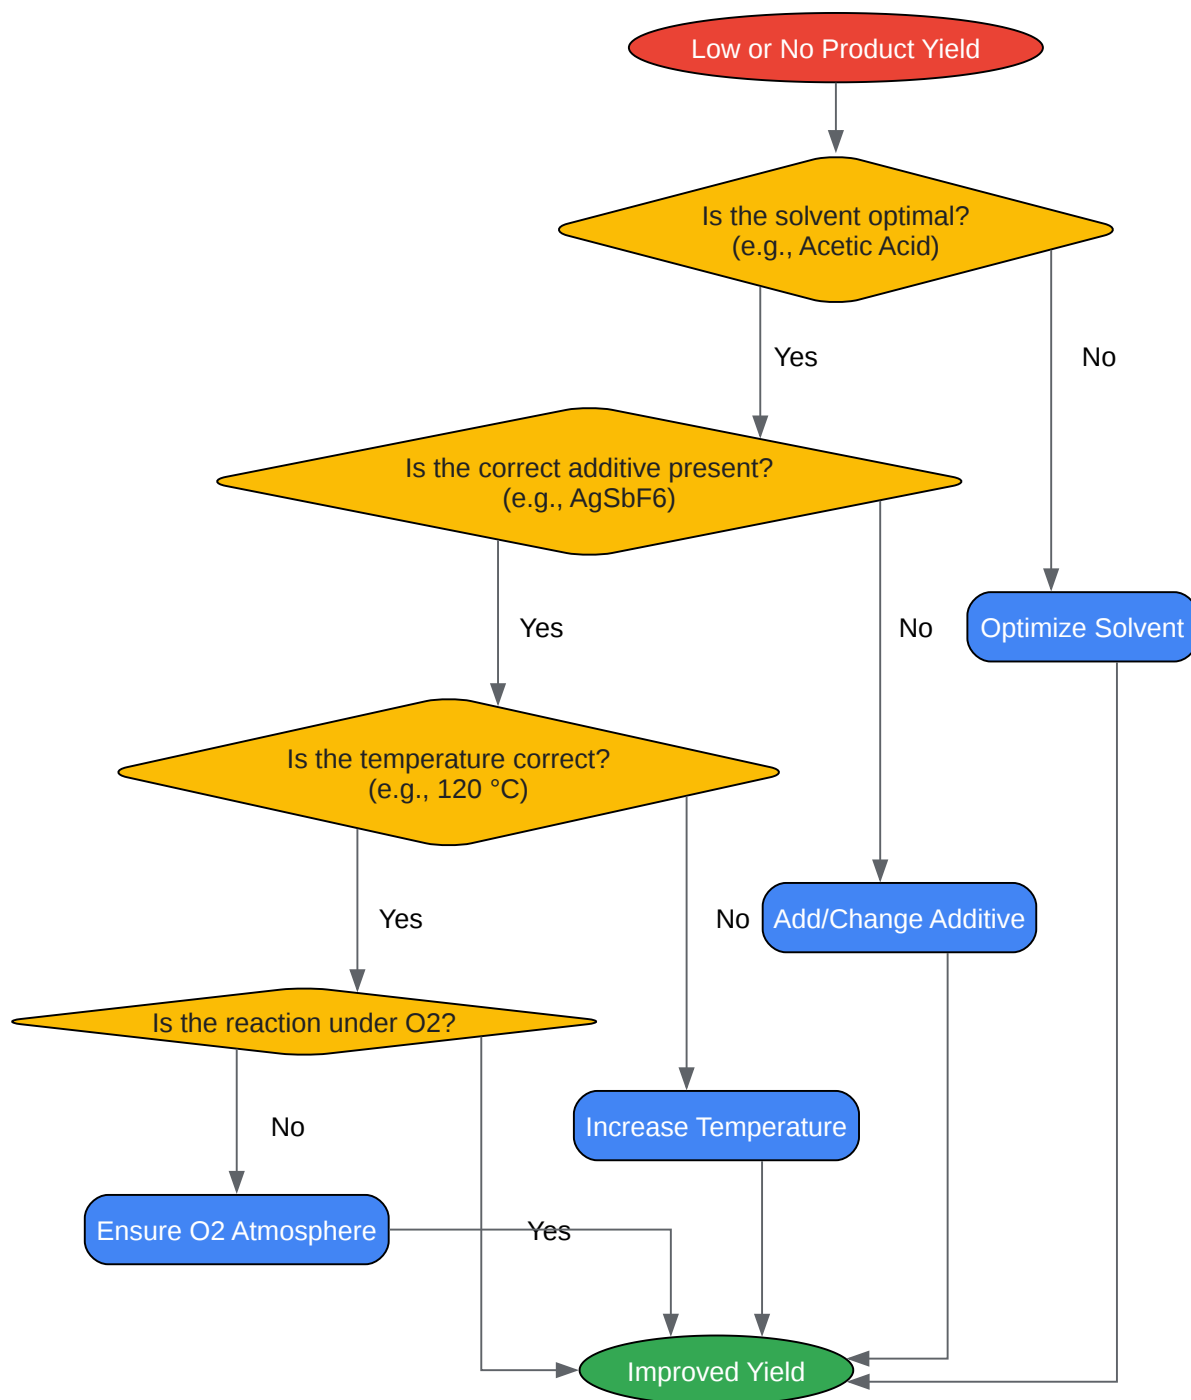 Low or No Product Yield
Is the solvent optimal?
(e.g., Acetic Acid)
Yes
No
Is the correct additive present?
(e.g., AgSbF6)
Yes
No
Optimize Solvent
Is the temperature correct?
(e.g., 120 °C)
Yes
No
Add/Change Additive
Is the reaction under O2?
No
Increase Temperature
Ensure O2 Atmosphere
Yes
Improved Yield